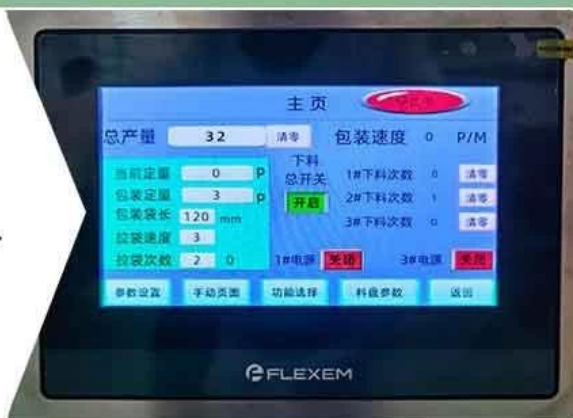 主页
总产量 32 清零 包装速度 0 P/M
当前定量 0 p
包装定量 3 p
包装袋长 120 mm
拉袋速度 3
拉袋次数 2 0
下料
总开关
开启
1#下料次数 0 清零
2#下料次数 1 清零
3#下料次数 0 清零
1#电源 关闭 3#电源 关闭
参数设置 手动页面 功能选择 料盘参数 返回
FLEXEM